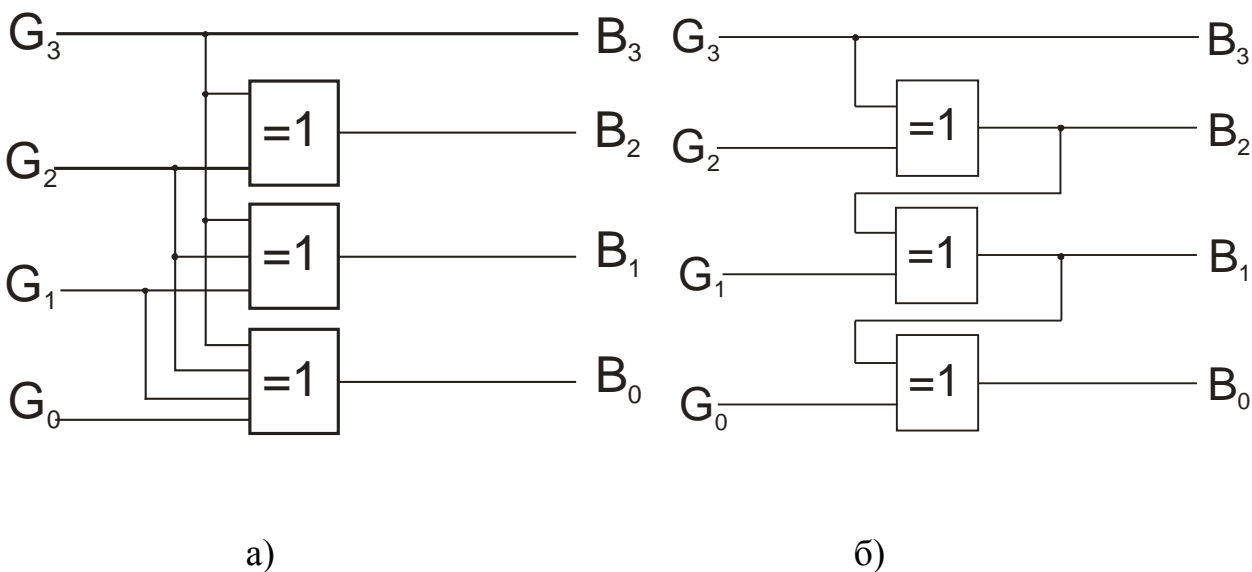 G₃ B₃ G₃ B₃
=1 B₂ =1 B₂
G₂ G₂
=1 B₁ =1 B₁
G₁ G₁
=1 B₀ =1 B₀
G₀ G₀
а) б)